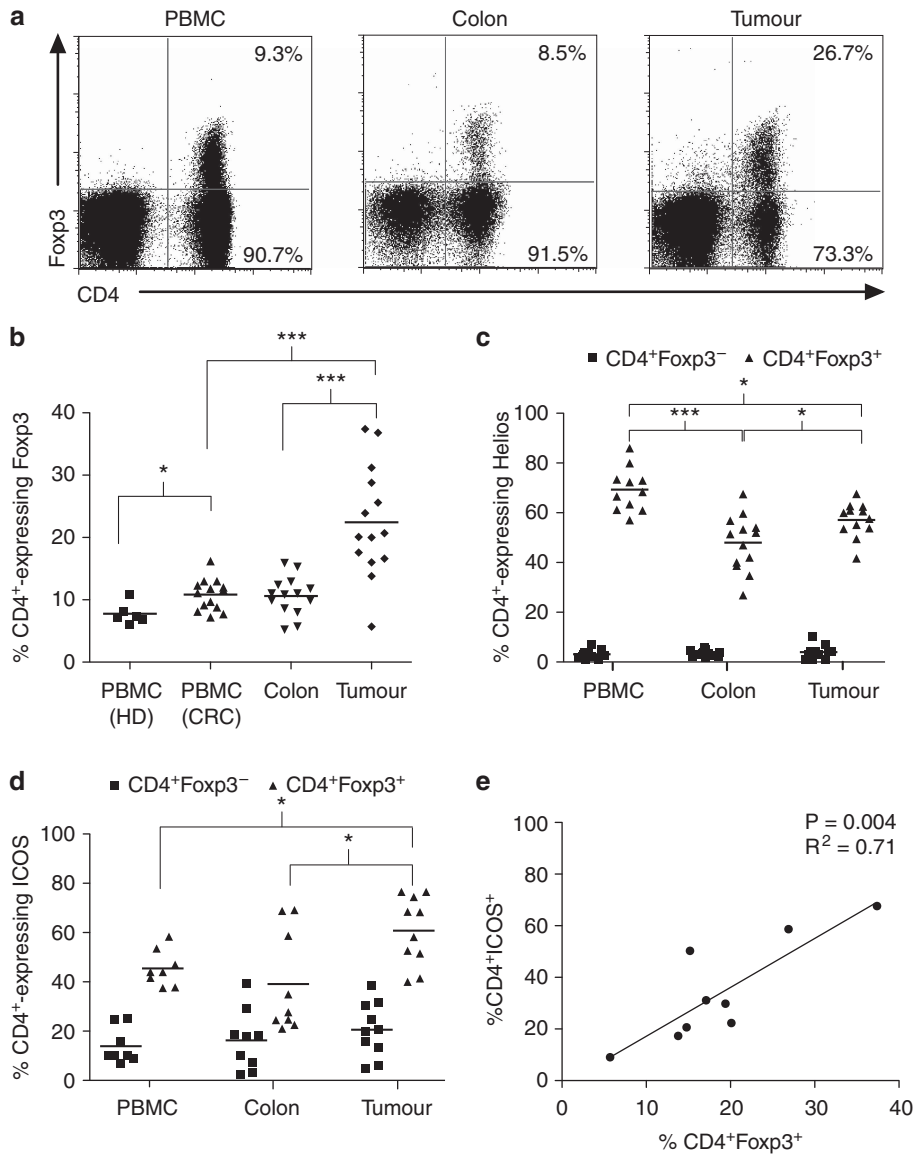 a
PBMC
Colon
Tumour
9.3%
8.5%
26.7%
Foxp3
90.7%
91.5%
73.3%
CD4
b
***
***
*
% CD4⁺-expressing Foxp3
40
30
20
10
0
PBMC (HD)
PBMC (CRC)
Colon
Tumour
c
CD4⁺Foxp3⁻
CD4⁺Foxp3⁺
*
***
*
% CD4⁺-expressing Helios
100
80
60
40
20
0
PBMC
Colon
Tumour
d
CD4⁺Foxp3⁻
CD4⁺Foxp3⁺
*
*
% CD4⁺-expressing ICOS
100
80
60
40
20
0
PBMC
Colon
Tumour
e
P = 0.004
R² = 0.71
%CD4⁺ICOS⁺
100
80
60
40
20
0
0
10
20
30
40
% CD4⁺Foxp3⁺